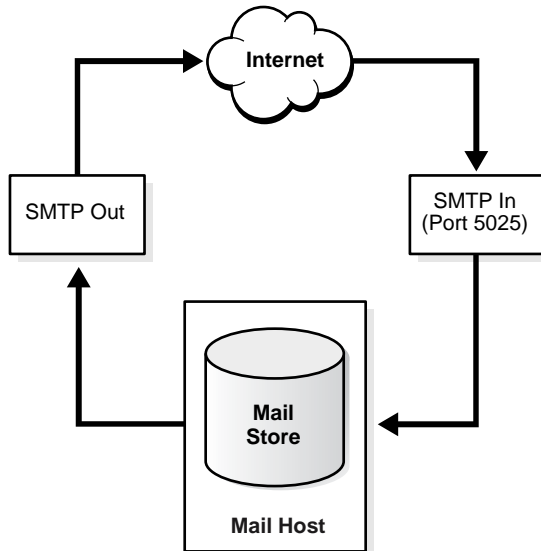 Internet
SMTP Out
SMTP In
(Port 5025)
Mail
Store
Mail Host